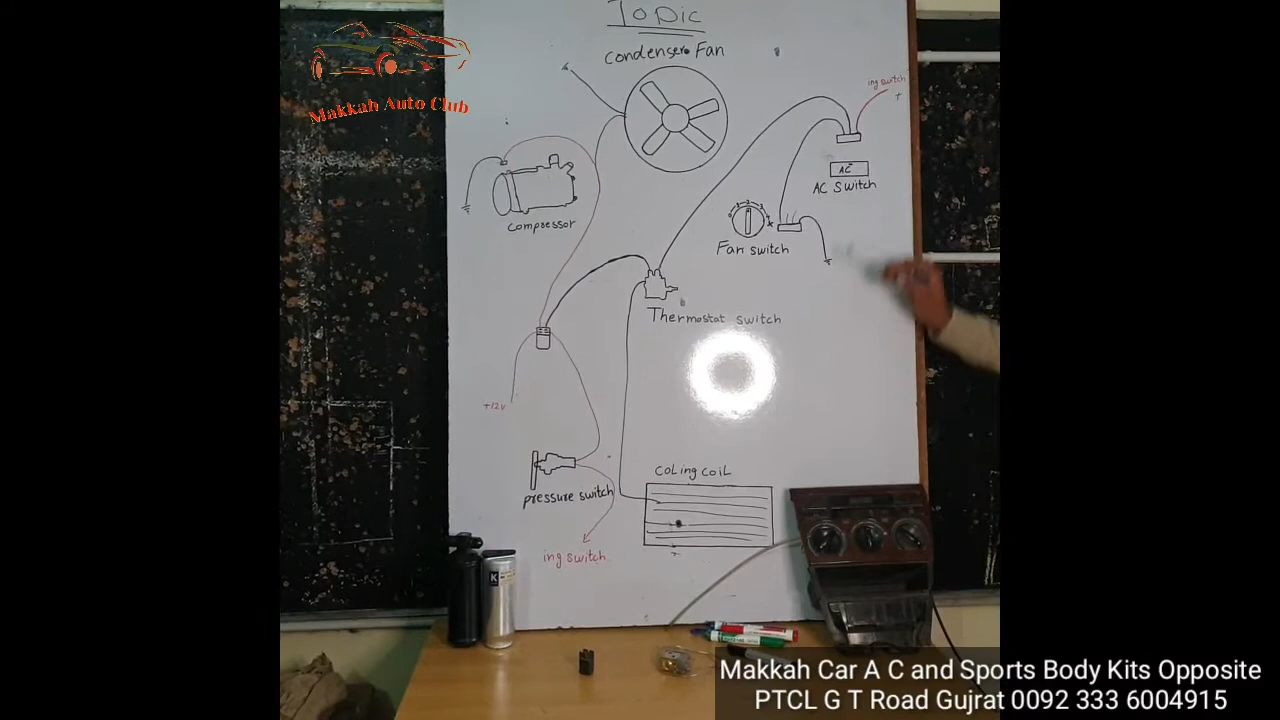 Topic
Condenser Fan
Makkah Auto Club
ing switch
+
AC
AC Switch
Compressor
Fan switch
Thermostat switch
+12v
CoLing coiL
pressure switch
ing switch
K
Makkah Car A C and Sports Body Kits Opposite
PTCL G T Road Gujrat 0092 333 6004915